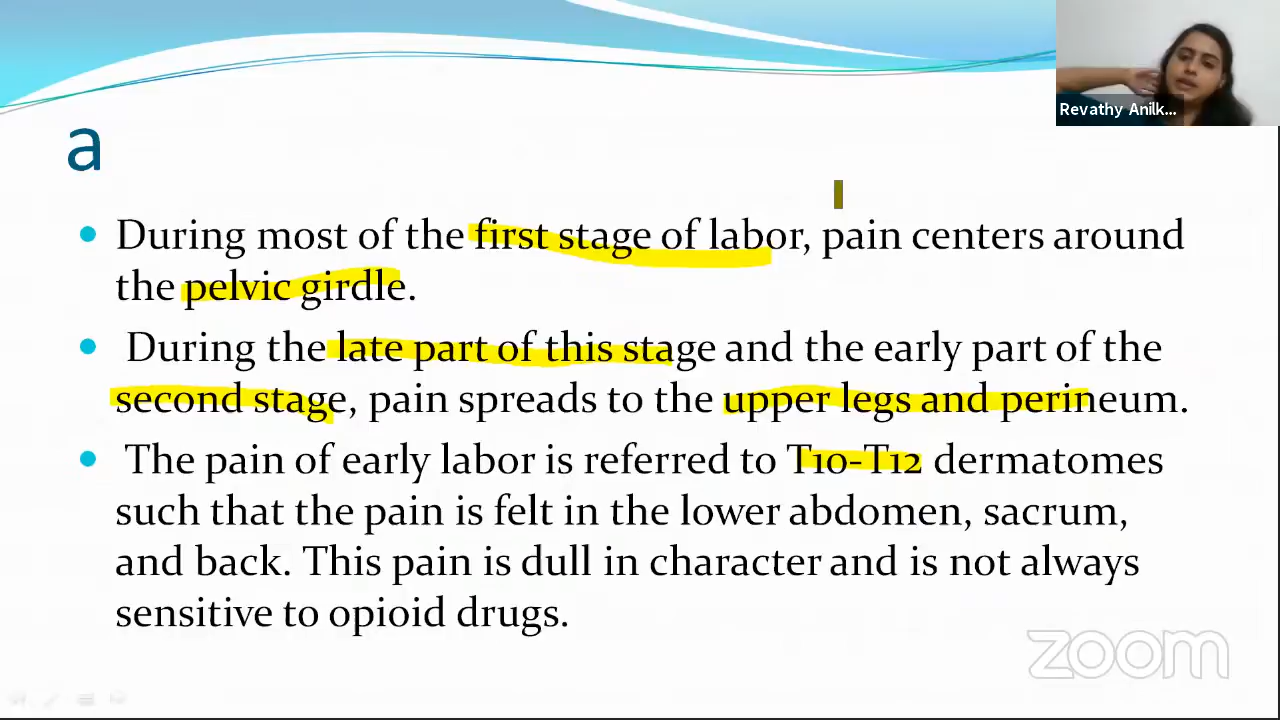 Revathy Anilk...
a
During most of the first stage of labor, pain centers around
the pelvic girdle.
During the late part of this stage and the early part of the
second stage, pain spreads to the upper legs and perineum.
The pain of early labor is referred to T10-T12 dermatomes
such that the pain is felt in the lower abdomen, sacrum,
and back. This pain is dull in character and is not always
sensitive to opioid drugs.
zoom